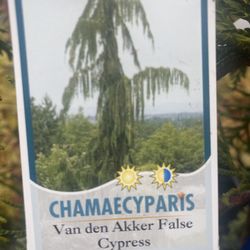 CHAMAECYPARIS
Van den Akker False
Cypress